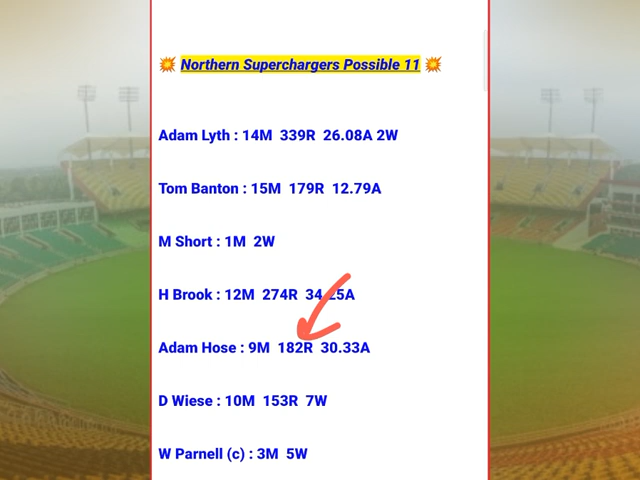 💥 Northern Superchargers Possible 11 💥
Adam Lyth : 14M 339R 26.08A 2W
Tom Banton : 15M 179R 12.79A
M Short : 1M 2W
H Brook : 12M 274R 34.25A
Adam Hose : 9M 182R 30.33A
D Wiese : 10M 153R 7W
W Parnell (c) : 3M 5W